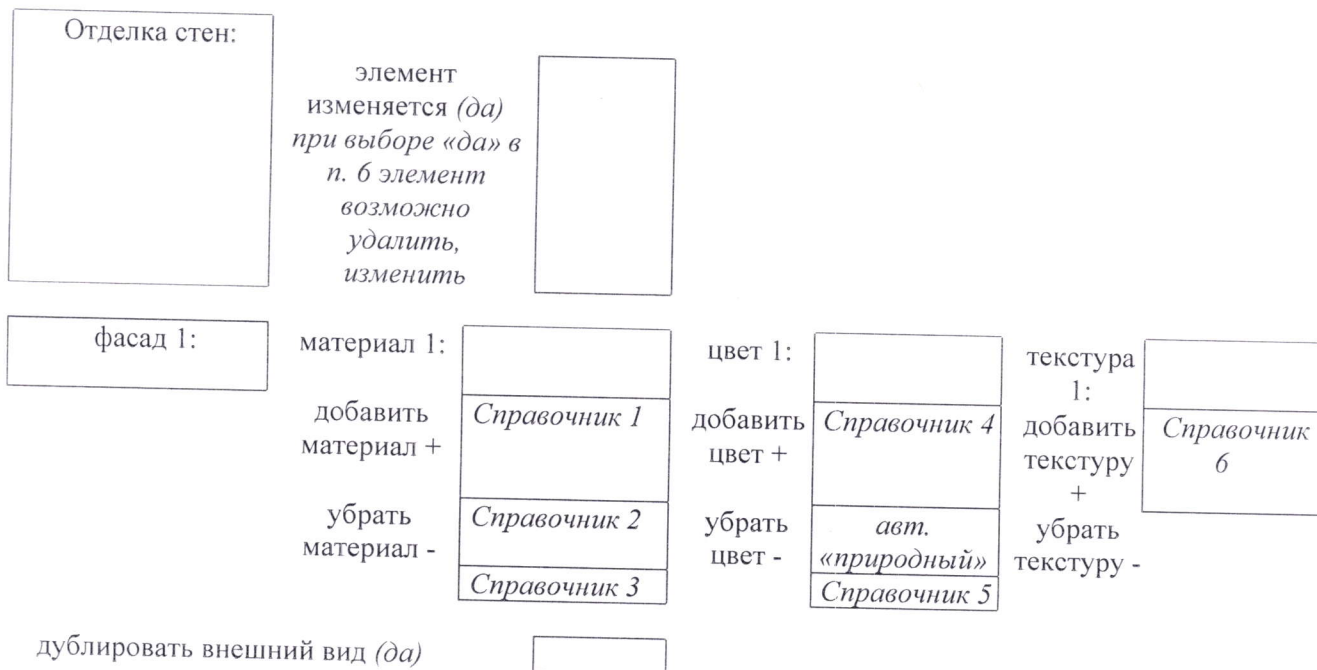 Отделка стен:
элемент
изменяется (да)
при выборе «да» в
п. 6 элемент
возможно
удалить,
изменить
фасад 1:
материал 1:
добавить
материал +
убрать
материал -
Справочник 1
Справочник 2
Справочник 3
цвет 1:
добавить
цвет +
убрать
цвет -
Справочник 4
авт.
«природный»
Справочник 5
текстура
1:
добавить
текстуру
+
убрать
текстуру -
Справочник
6
дублировать внешний вид (да)